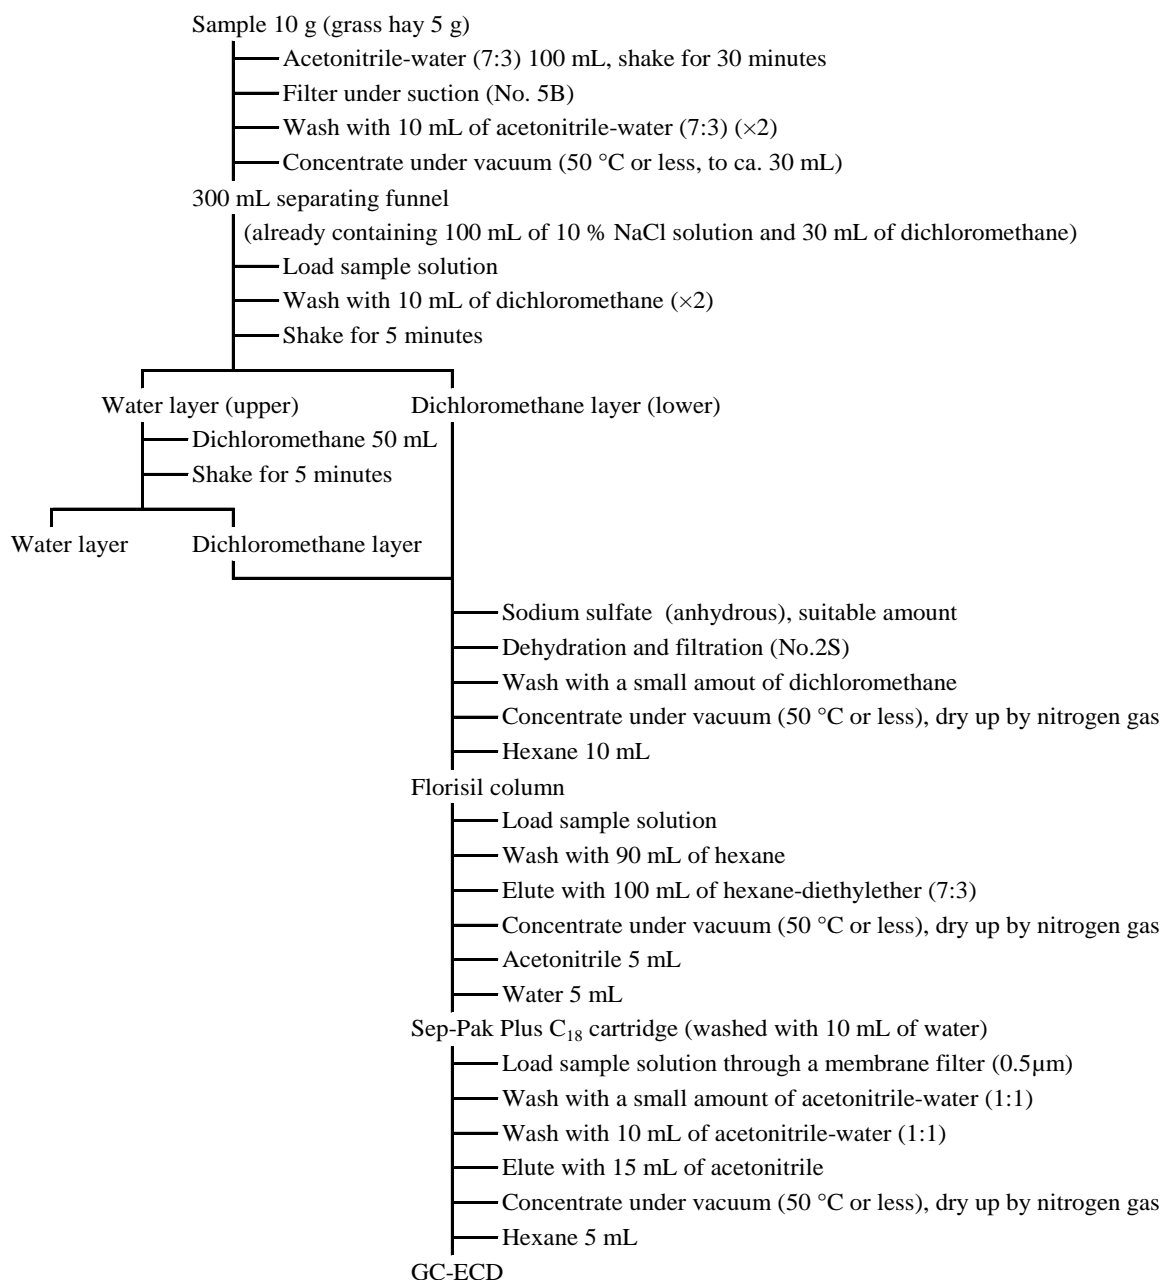 Sample 10 g (grass hay 5 g)
Acetonitrile-water (7:3) 100 mL, shake for 30 minutes
Filter under suction (No. 5B)
Wash with 10 mL of acetonitrile-water (7:3) (×2)
Concentrate under vacuum (50 °C or less, to ca. 30 mL)
300 mL separating funnel
(already containing 100 mL of 10 % NaCl solution and 30 mL of dichloromethane)
Load sample solution
Wash with 10 mL of dichloromethane (×2)
Shake for 5 minutes
Water layer (upper)
Dichloromethane layer (lower)
Dichloromethane 50 mL
Shake for 5 minutes
Water layer
Dichloromethane layer
Sodium sulfate (anhydrous), suitable amount
Dehydration and filtration (No.2S)
Wash with a small amout of dichloromethane
Concentrate under vacuum (50 °C or less), dry up by nitrogen gas
Hexane 10 mL
Florisil column
Load sample solution
Wash with 90 mL of hexane
Elute with 100 mL of hexane-diethylether (7:3)
Concentrate under vacuum (50 °C or less), dry up by nitrogen gas
Acetonitrile 5 mL
Water 5 mL
Sep-Pak Plus C₁₈ cartridge (washed with 10 mL of water)
Load sample solution through a membrane filter (0.5µm)
Wash with a small amount of acetonitrile-water (1:1)
Wash with 10 mL of acetonitrile-water (1:1)
Elute with 15 mL of acetonitrile
Concentrate under vacuum (50 °C or less), dry up by nitrogen gas
Hexane 5 mL
GC-ECD